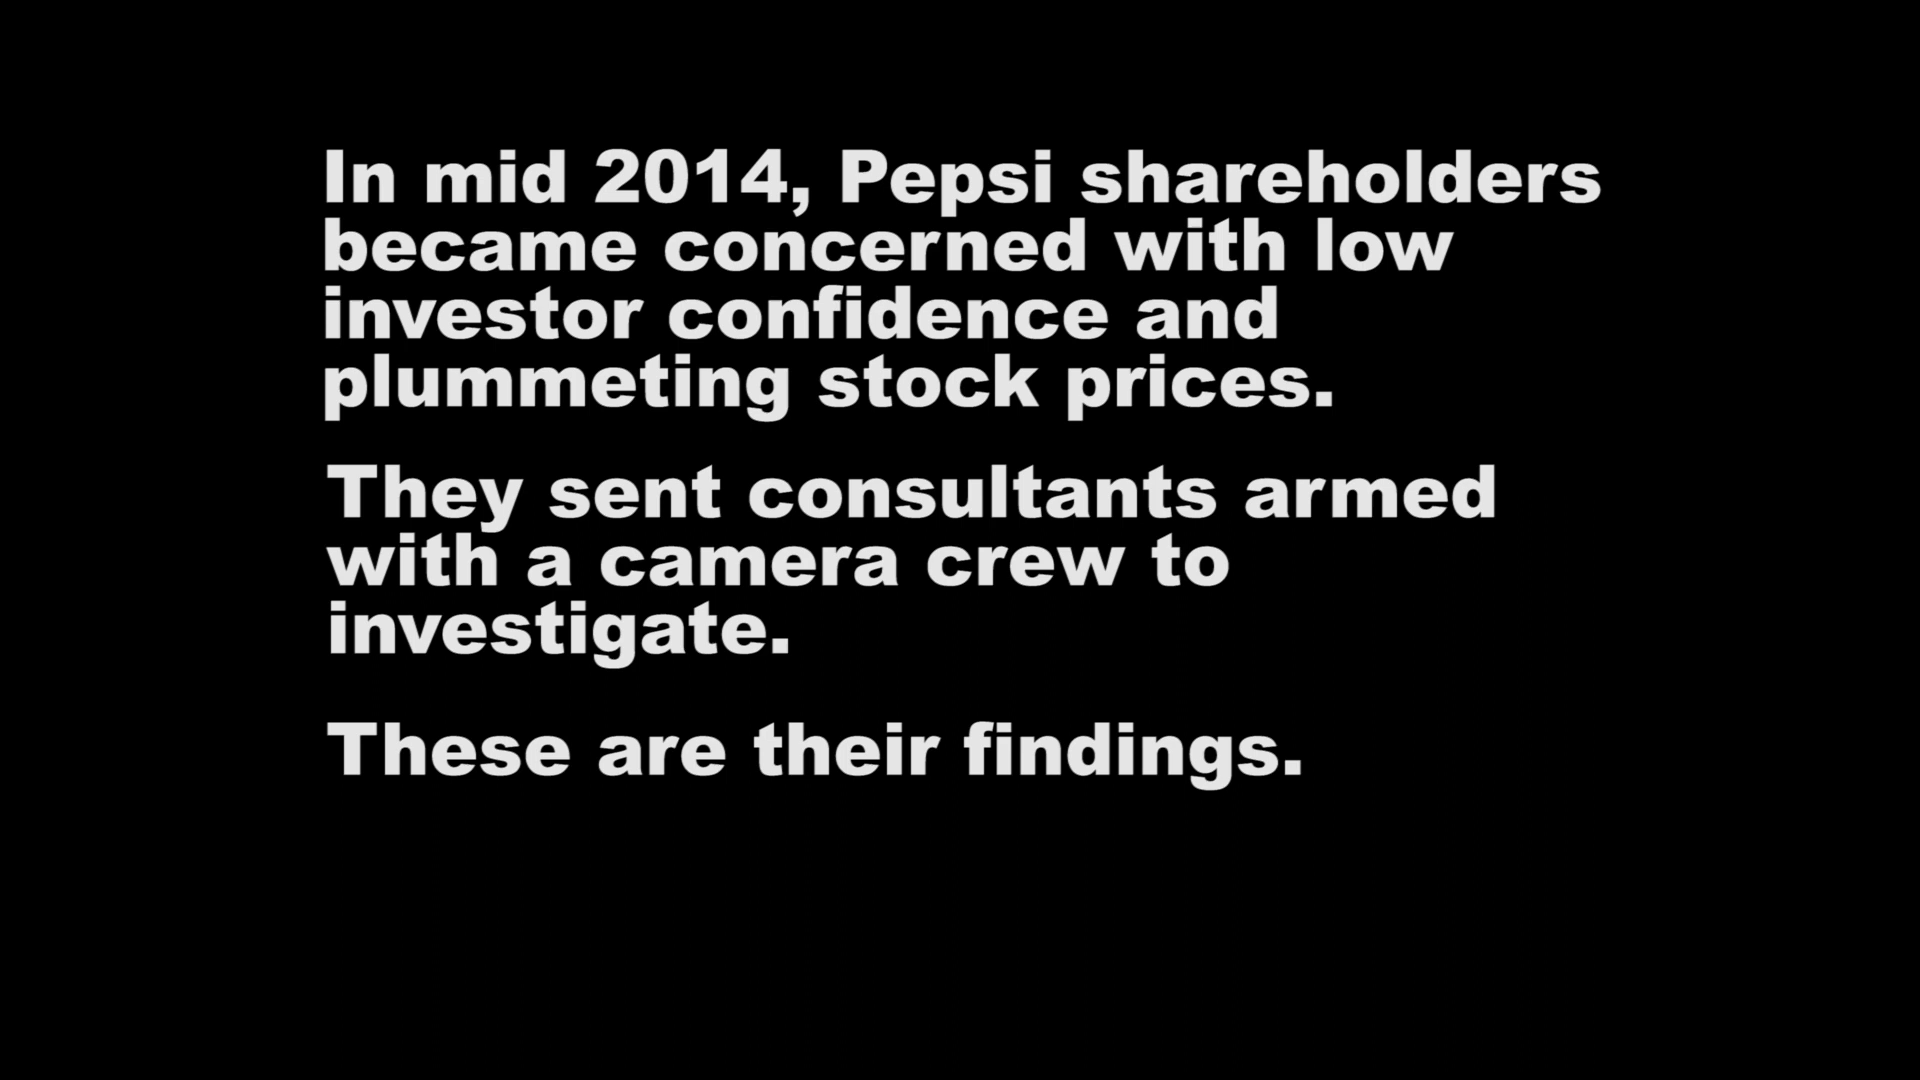 In mid 2014, Pepsi shareholders
became concerned with low
investor confidence and
plummeting stock prices.
They sent consultants armed
with a camera crew to
investigate.
These are their findings.